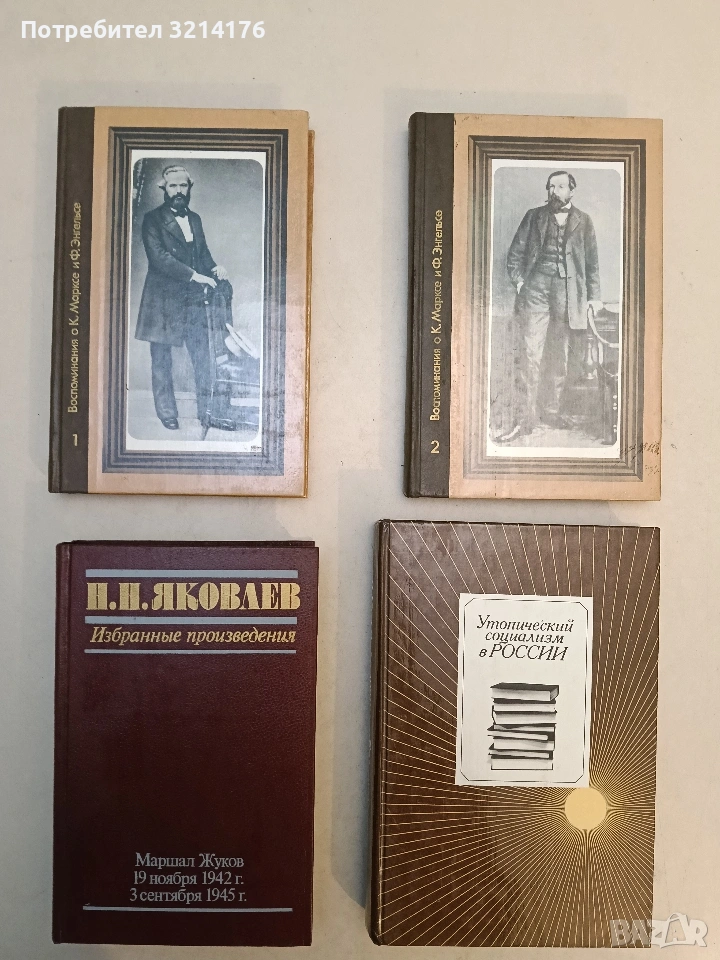 Потребител 3214176
1 Воспоминания о К. Марксе и Ф. Энгельсе
2 Воспоминания о К. Марксе и Ф. Энгельсе
Н.Н. ЯКОВЛЕВ
Избранные произведения
Маршал Жуков
19 ноября 1942 г.
3 сентября 1945 г.
Утопический
социализм
в РОССИИ
BAZAR